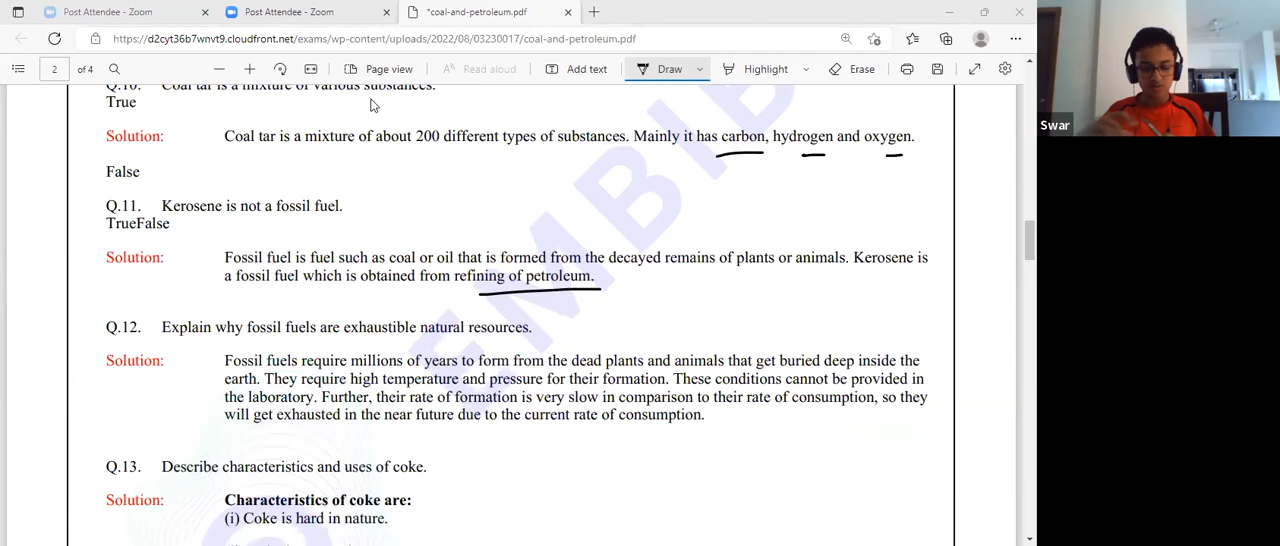 Post Attendee - Zoom
Post Attendee - Zoom
*coal-and-petroleum.pdf
https://d2cyt36b7wnvt9.cloudfront.net/exams/wp-content/uploads/2022/08/03230017/coal-and-petroleum.pdf
2 of 4 Page view Read aloud Add text Draw Highlight Erase
Q.10. Coal tar is a mixture of various substances.
True
Solution: Coal tar is a mixture of about 200 different types of substances. Mainly it has carbon, hydrogen and oxygen.
False
Q.11. Kerosene is not a fossil fuel.
TrueFalse
Solution: Fossil fuel is fuel such as coal or oil that is formed from the decayed remains of plants or animals. Kerosene is
a fossil fuel which is obtained from refining of petroleum.
Q.12. Explain why fossil fuels are exhaustible natural resources.
Solution: Fossil fuels require millions of years to form from the dead plants and animals that get buried deep inside the
earth. They require high temperature and pressure for their formation. These conditions cannot be provided in
the laboratory. Further, their rate of formation is very slow in comparison to their rate of consumption, so they
will get exhausted in the near future due to the current rate of consumption.
Q.13. Describe characteristics and uses of coke.
Solution: Characteristics of coke are:
(i) Coke is hard in nature.
EMBI
Swar